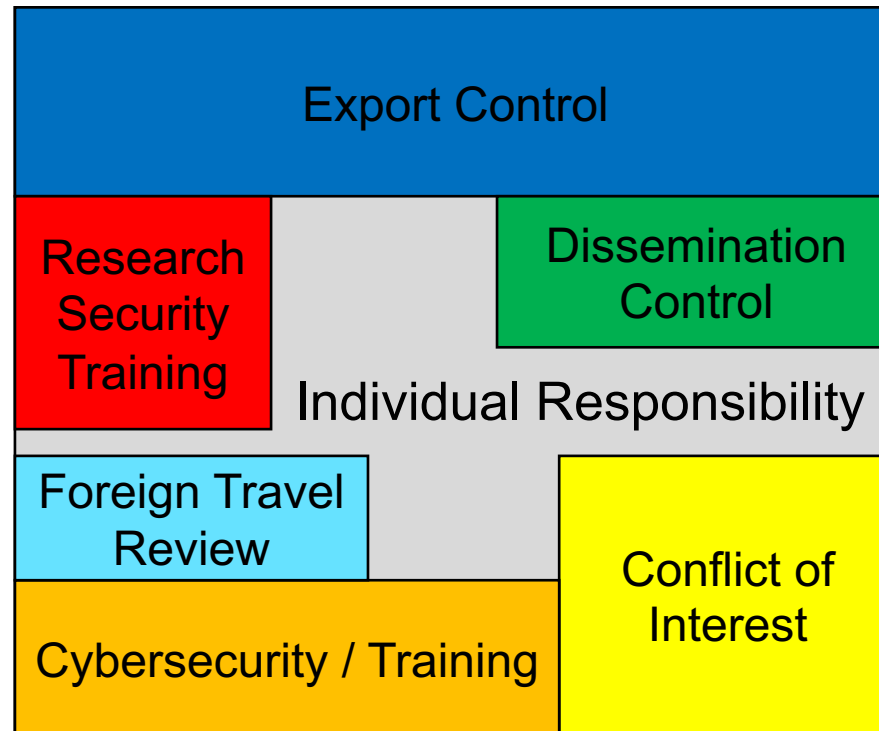 Export Control
Research
Security
Training
Dissemination
Control
Individual Responsibility
Foreign Travel
Review
Conflict of
Interest
Cybersecurity / Training